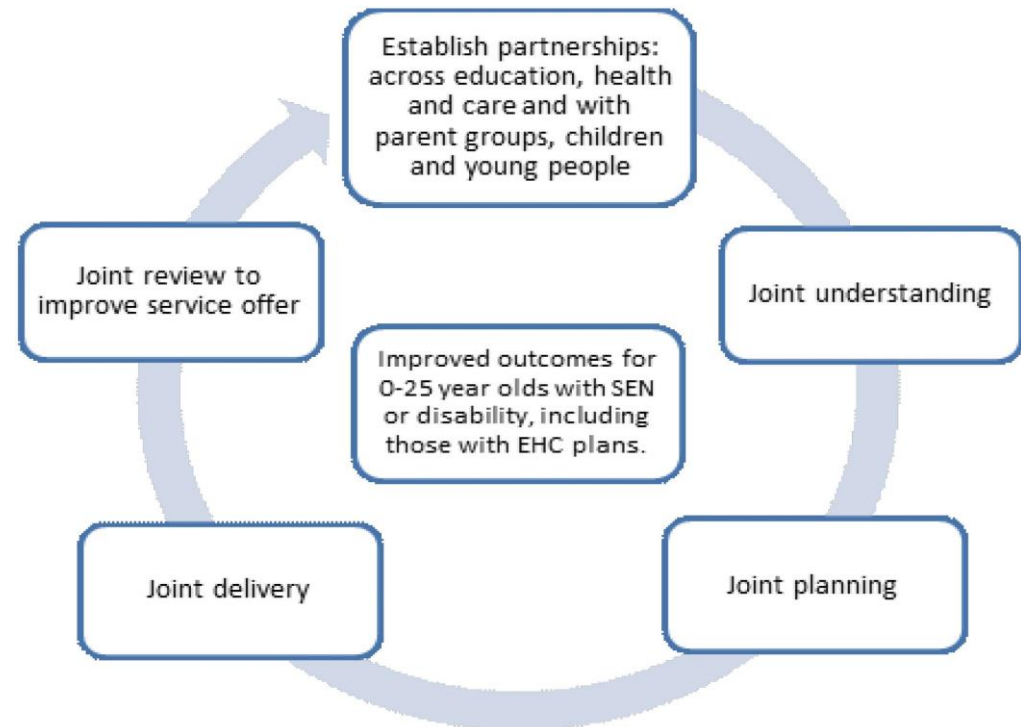 Establish partnerships:
across education, health
and care and with
parent groups, children
and young people
Joint understanding
Joint planning
Joint delivery
Joint review to
improve service offer
Improved outcomes for
0-25 year olds with SEN
or disability, including
those with EHC plans.